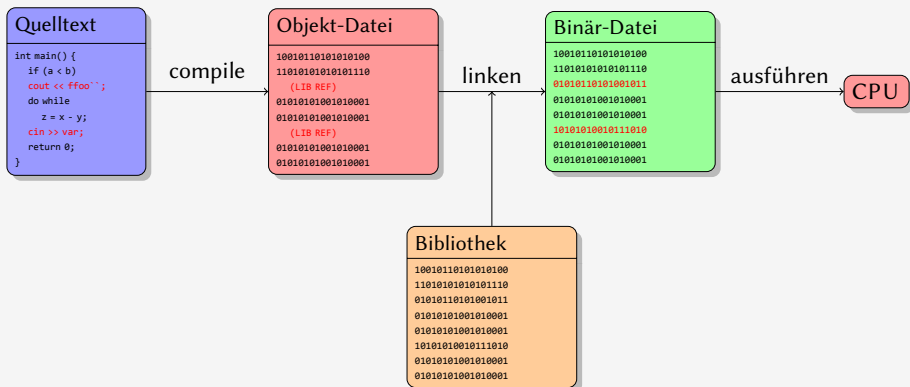 Quelltext
int main() {
if (a < b)
cout << ffoo``;
do while
z = x - y;
cin >> var;
return 0;
}
compile
Objekt-Datei
10010110101010100
11010101010101110
(LIB REF)
01010101001010001
01010101001010001
(LIB REF)
01010101001010001
01010101001010001
linken
Binär-Datei
10010110101010100
11010101010101110
01010110101001011
01010101001010001
01010101001010001
10101010010111010
01010101001010001
01010101001010001
ausführen
CPU
Bibliothek
10010110101010100
11010101010101110
01010110101001011
01010101001010001
01010101001010001
10101010010111010
01010101001010001
01010101001010001